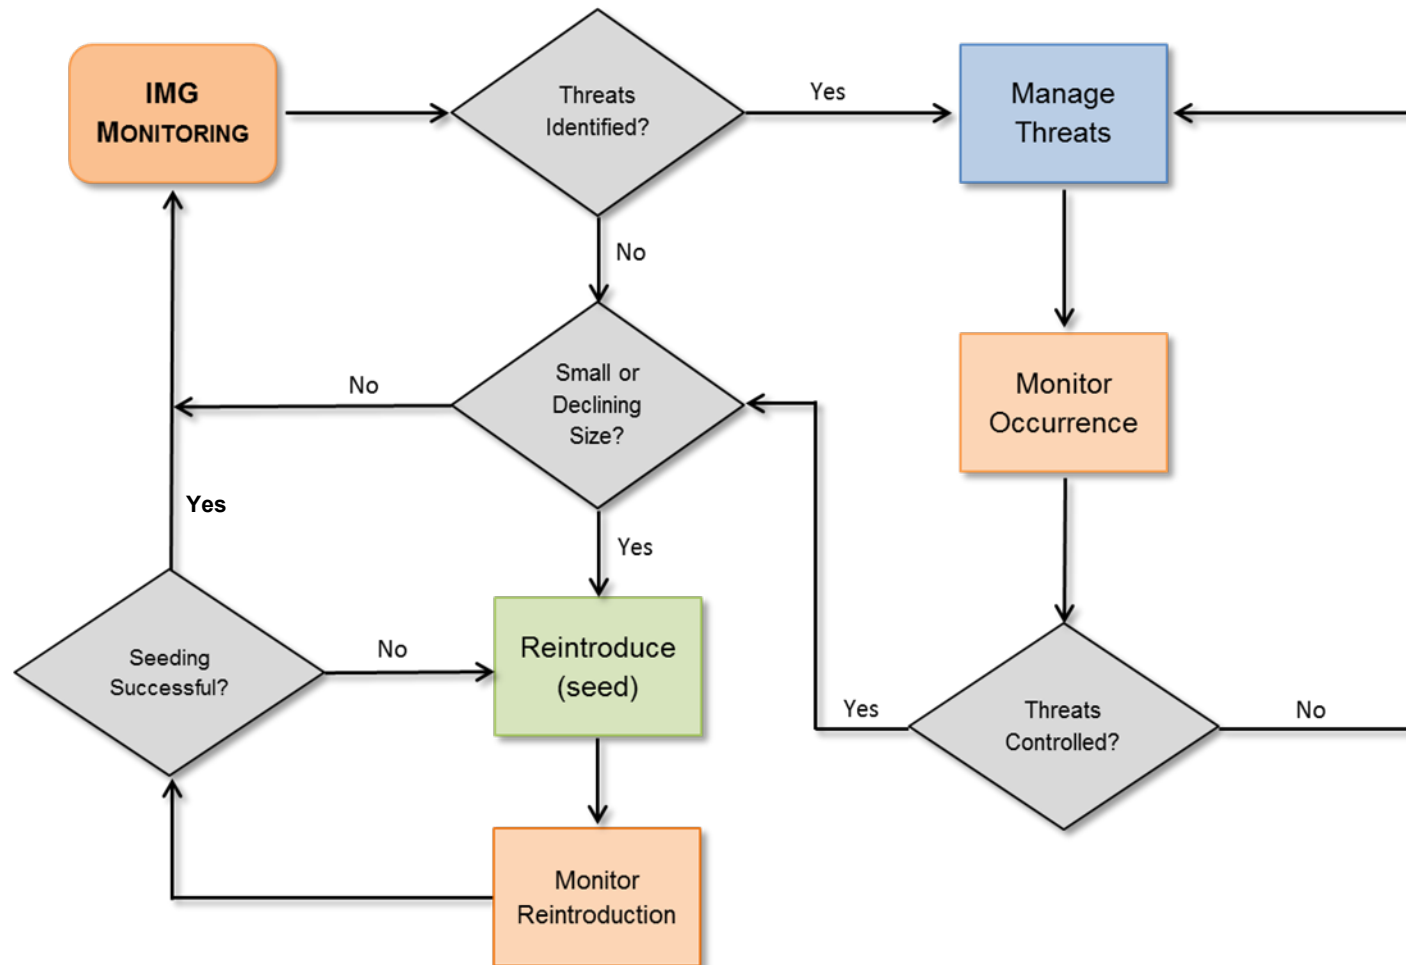 IMG
MONITORING
Threats
Identified?
Yes
Manage
Threats
No
Small or
Declining
Size?
No
Monitor
Occurrence
Yes
Yes
Seeding
Successful?
No
Reintroduce
(seed)
Yes
Threats
Controlled?
No
Monitor
Reintroduction